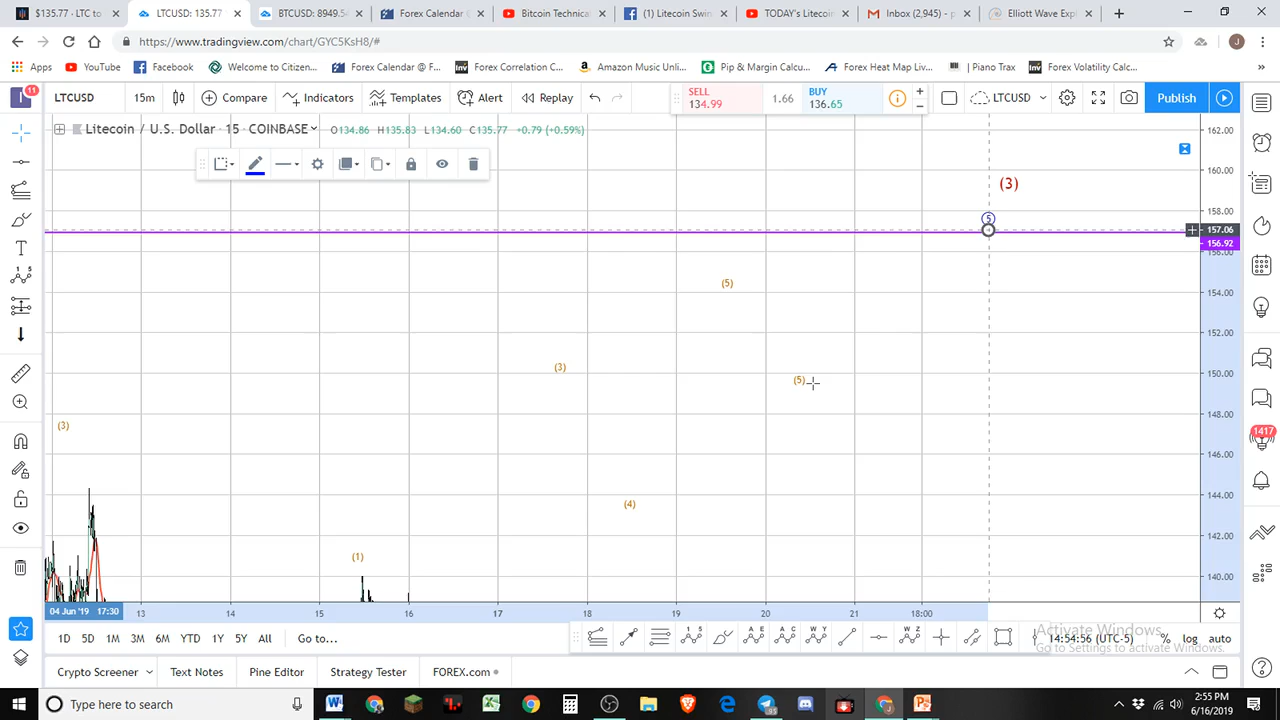 $135.77 · LTC to
LTCUSD: 135.77
BTCUSD: 8949.5
Forex Calendar @ F
Bitcoin Technical
(1) Litecoin Swin
TODAY's Litecoin
Inbox (2,945) - p
Elliott Wave Exp
https://www.tradingview.com/chart/GYC5KsH8/#
J
Apps
YouTube
Facebook
Welcome to Citizen...
Forex Calendar @ F...
Forex Correlation C...
Amazon Music Unli...
Pip & Margin Calcu...
Forex Heat Map Liv...
Piano Trax
Forex Volatility Calc...
»
11
LTCUSD
15m
Compare
Indicators
Templates
Alert
Replay
SELL
134.99
1.66
BUY
136.65
LTCUSD
Publish
Litecoin / U.S. Dollar · 15 · COINBASE
O134.86 H135.83 L134.60 C135.77 +0.79 (+0.59%)
162.00
160.00
158.00
157.06
156.92
156.00
154.00
152.00
150.00
148.00
146.00
144.00
142.00
140.00
(3)
5
(5)
(3)
(5)
(3)
(4)
(1)
1417
04 Jun '19 17:30
13
14
15
16
17
18
19
20
21
18:00
1D
5D
1M
3M
6M
YTD
1Y
5Y
All
Go to...
14:54:56 (UTC-5)
%
log
auto
Activate Windows
Go to Settings to activate Windows.
Crypto Screener
Text Notes
Pine Editor
Strategy Tester
FOREX.com
Type here to search
2:55 PM
6/16/2019